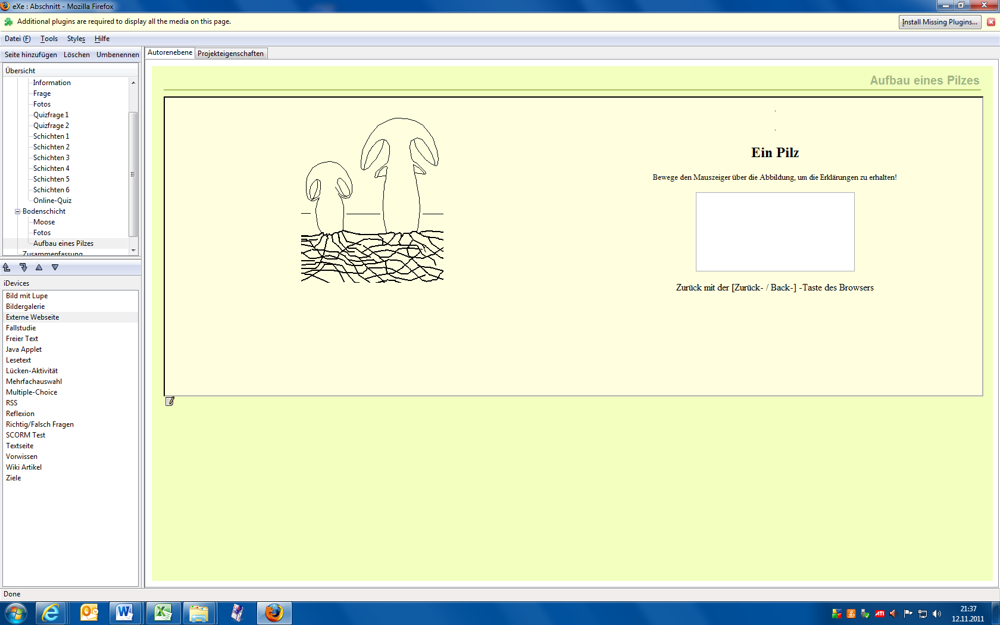 eXe : Abschnitt - Mozilla Firefox
Additional plugins are required to display all the media on this page.
Install Missing Plugins...
Datei (F) Tools Styles Hilfe
Seite hinzufügen Löschen Umbenennen
Übersicht
Information
Frage
Fotos
Quizfrage 1
Quizfrage 2
Schichten 1
Schichten 2
Schichten 3
Schichten 4
Schichten 5
Schichten 6
Online-Quiz
Bodenschicht
Moose
Fotos
Aufbau eines Pilzes
Zusammenfassung
iDevices
Bild mit Lupe
Bildergalerie
Externe Webseite
Fallstudie
Freier Text
Java Applet
Lesetext
Lücken-Aktivität
Mehrfachauswahl
Multiple-Choice
RSS
Reflexion
Richtig/Falsch Fragen
SCORM Test
Textseite
Vorwissen
Wiki Artikel
Ziele
Autorenebene Projekteigenschaften
Aufbau eines Pilzes
.
.
Ein Pilz
Bewege den Mauszeiger über die Abbildung, um die Erklärungen zu erhalten!
Zurück mit der [Zurück- / Back-] -Taste des Browsers
Done
ATI
21:37
12.11.2011